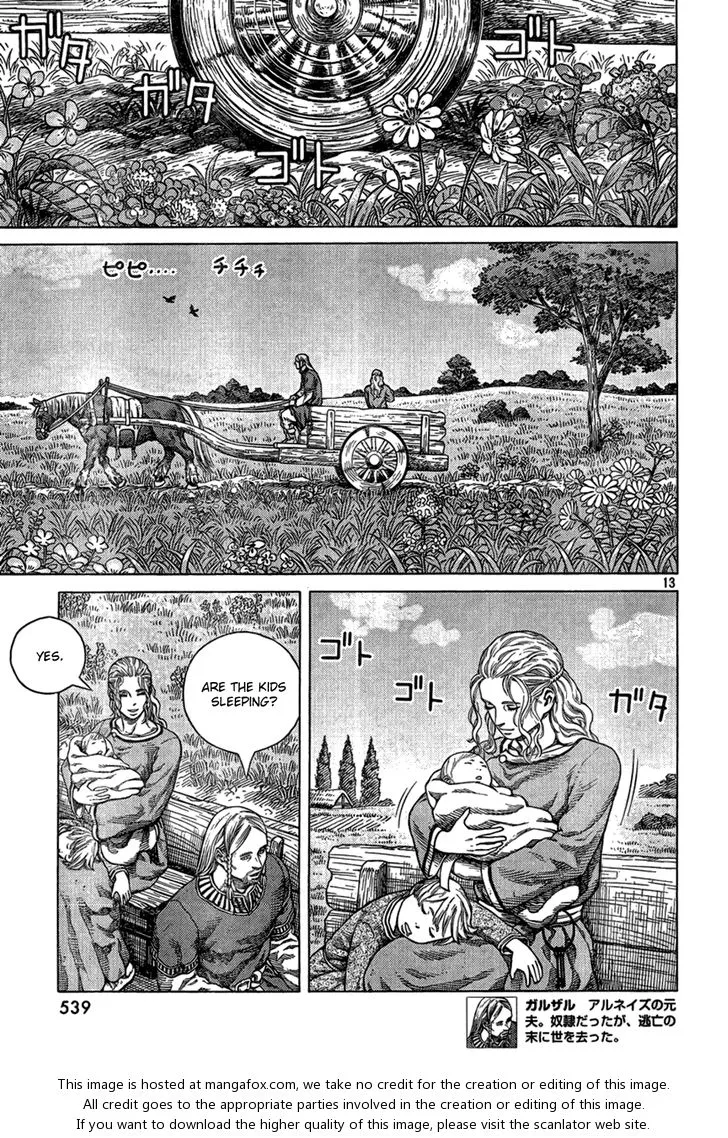 ガタ
ゴト
ガタ
ゴト
ピピ....
チチチ
13
ゴト
ゴト
ガタ
ARE THE KIDS
SLEEPING?
YES.
539
ガルザル アルネイズの元
夫。奴隷だったが、逃亡の
末に世を去った。
This image is hosted at mangafox.com, we take no credit for the creation or editing of this image.
All credit goes to the appropriate parties involved in the creation or editing of this image.
If you want to download the higher quality of this image, please visit the scanlator web site.